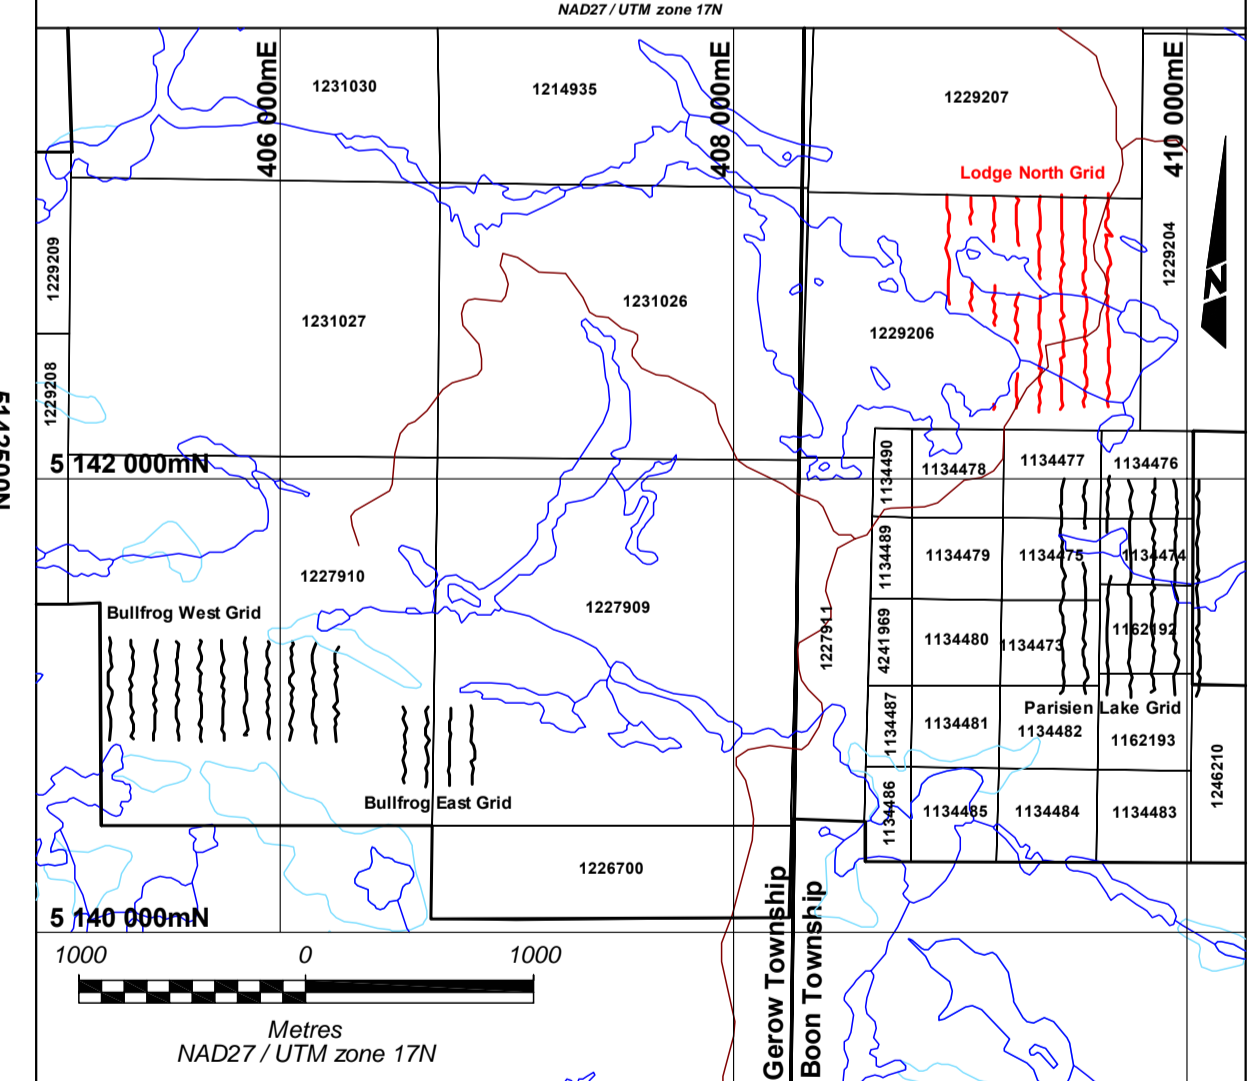 NAD27 / UTM zone 17N
406 000mE
408 000mE
410 000mE
1231030
1214935
1229207
Lodge North Grid
1229209
1229204
1231027
1231026
1229206
1229208
5142500N
5 142 000mN
1134490
1134478
1134477
1134476
1134489
1134479
1134475
1134474
1227910
Bullfrog West Grid
1227909
1227911
4241969
1134480
1134473
1162192
Parisien Lake Grid
1134487
1134481
1134482
1162193
1246210
Bullfrog East Grid
1134486
1134485
1134484
1134483
1226700
5 140 000mN
Gerow Township
Boon Township
N
1000 0 1000
Metres
NAD27 / UTM zone 17N